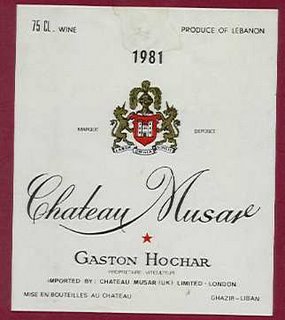 75 CL. WINE PRODUCE OF LEBANON
1981
MARQUE DEPOSEE
Chateau Musar
GASTON HOCHAR
PROPRIETAIRE VITICULTEUR
IMPORTED BY: CHATEAU MUSAR (UK) LIMITED - LONDON
MISE EN BOUTEILLES AU CHATEAU GHAZIR - LIBAN